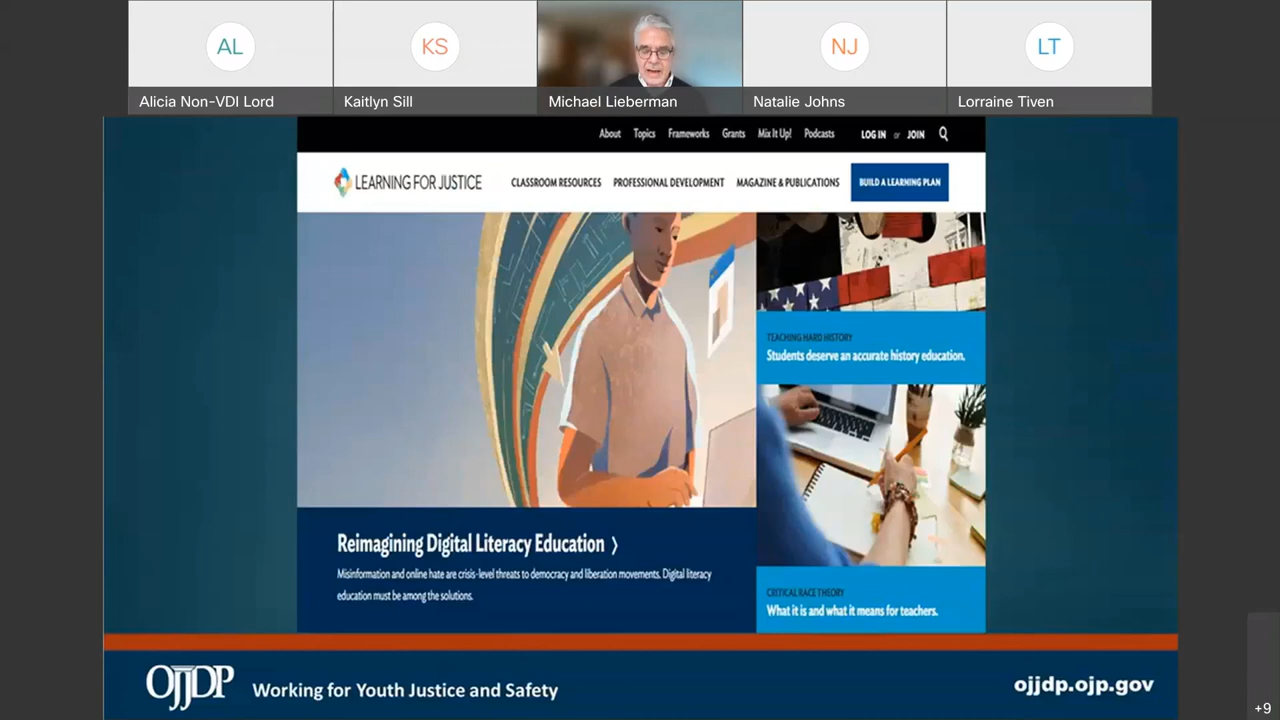 AL
KS
NJ
LT
Alicia Non-VDI Lord
Kaitlyn Sill
Michael Lieberman
Natalie Johns
Lorraine Tiven
About Topics Frameworks Grants Mix It Up! Podcasts LOG IN or JOIN
LEARNING FOR JUSTICE
CLASSROOM RESOURCES PROFESSIONAL DEVELOPMENT MAGAZINE & PUBLICATIONS BUILD A LEARNING PLAN
TEACHING HARD HISTORY
Students deserve an accurate history education.
Reimagining Digital Literacy Education 〉
Misinformation and online hate are crisis-level threats to democracy and liberation movements. Digital literacy
education must be among the solutions.
CRITICAL RACE THEORY
What it is and what it means for teachers.
OJJDP
Working for Youth Justice and Safety
ojjdp.ojp.gov
+9